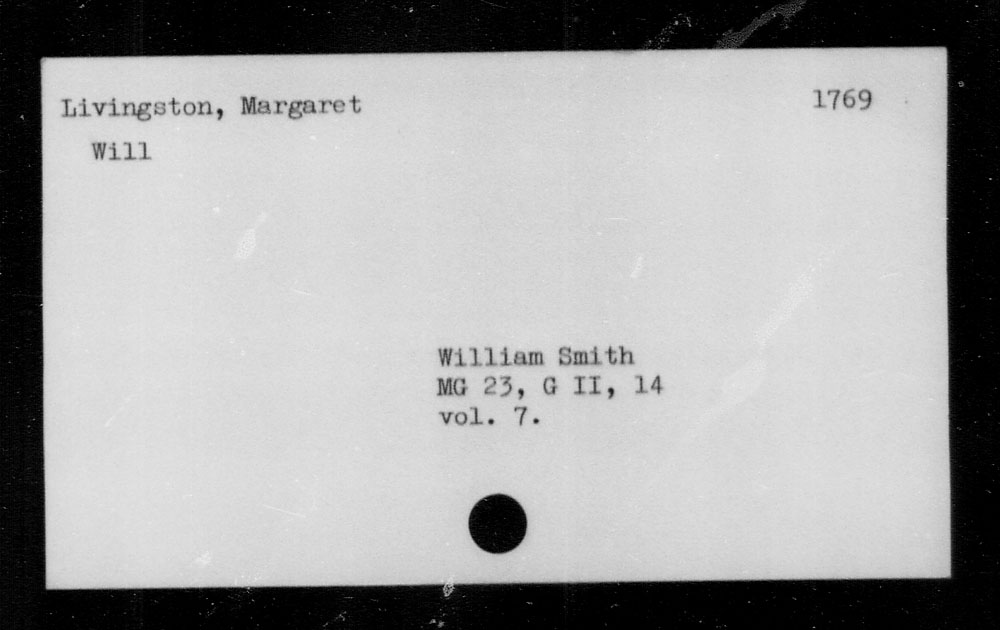 Livingston, Margaret 1769
Will
William Smith
MG 23, G II, 14
vol. 7.